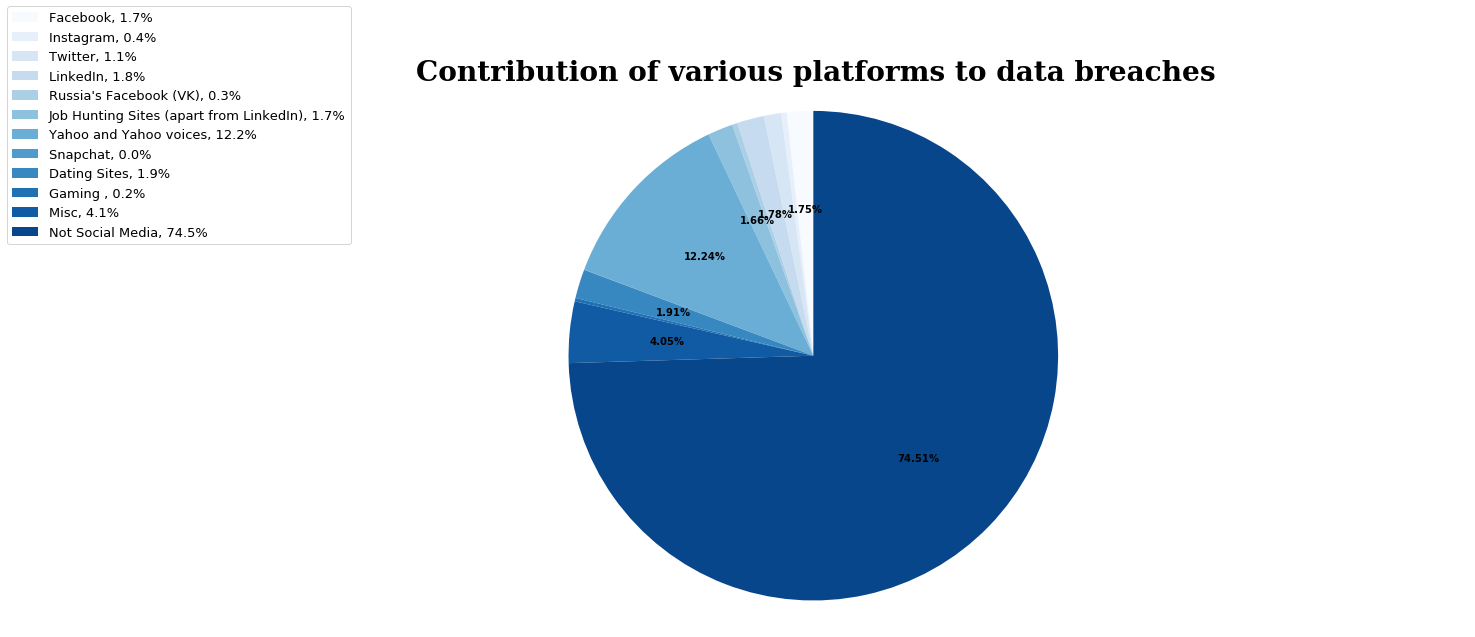 Facebook, 1.7%
Instagram, 0.4%
Twitter, 1.1%
LinkedIn, 1.8%
Russia's Facebook (VK), 0.3%
Job Hunting Sites (apart from LinkedIn), 1.7%
Yahoo and Yahoo voices, 12.2%
Snapchat, 0.0%
Dating Sites, 1.9%
Gaming , 0.2%
Misc, 4.1%
Not Social Media, 74.5%
Contribution of various platforms to data breaches
1.75%
1.78%
1.66%
12.24%
1.91%
4.05%
74.51%